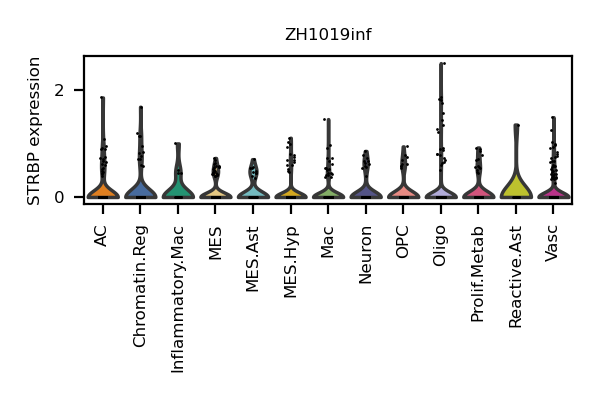 ZH1019inf
STRBP expression
2
0
AC
Chromatin.Reg
Inflammatory.Mac
MES
MES.Ast
MES.Hyp
Mac
Neuron
OPC
Oligo
Prolif.Metab
Reactive.Ast
Vasc